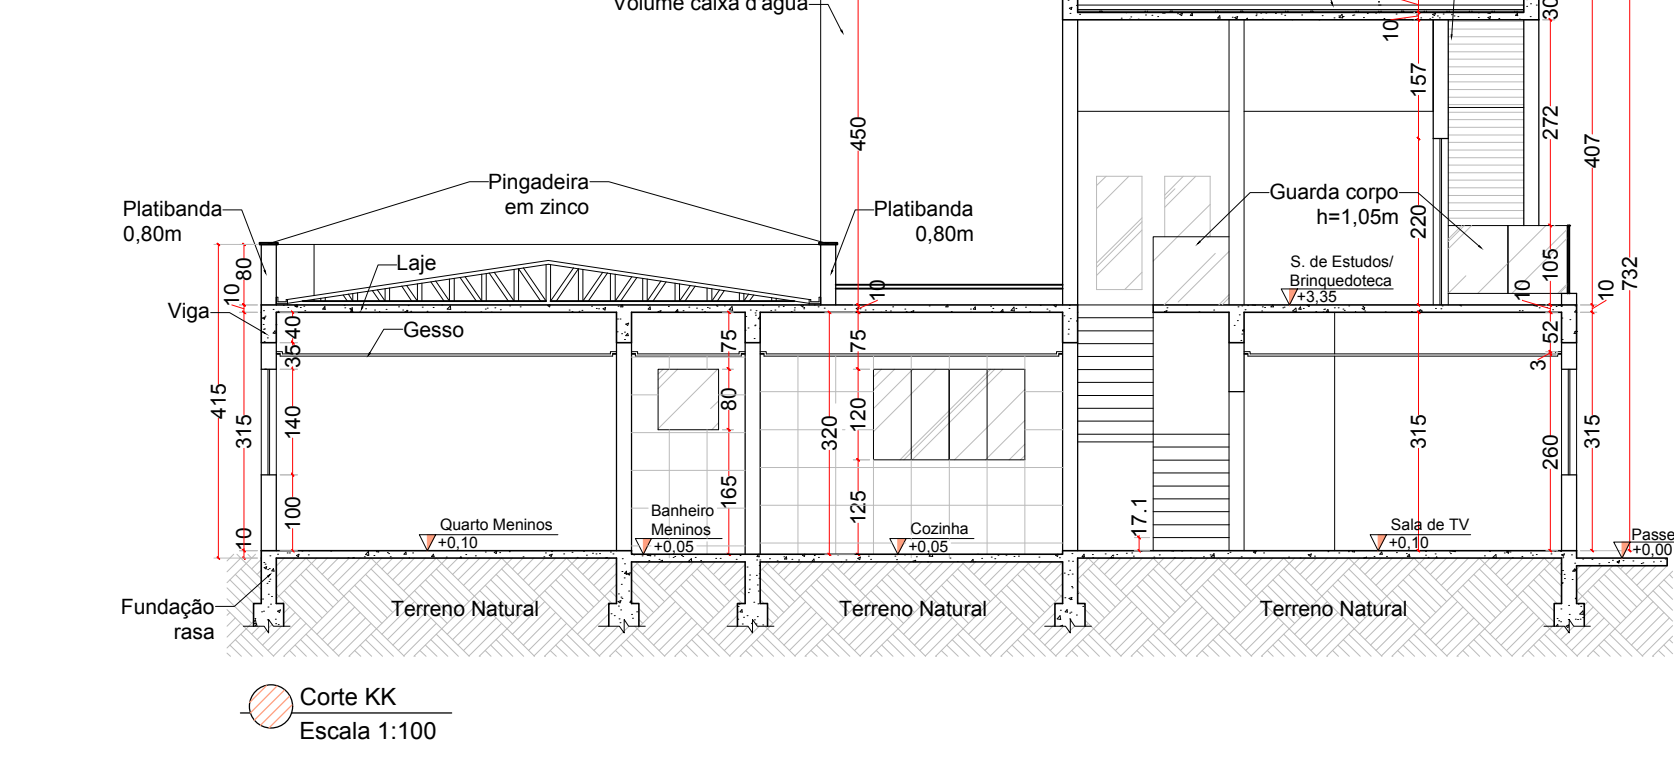 Volume caixa d'água
30
10
157
272
450
407
Pingadeira
em zinco
Platibanda
0,80m
Platibanda
0,80m
Guarda corpo
h=1,05m
220
S. de Estudos/
Brinquedoteca
+3,35
Laje
80
10
10
105
10
10
732
Viga
Gesso
40
35
75
75
52
3
415
315
140
80
320
120
315
260
315
100
10
165
125
17.1
Quarto Meninos
+0,10
Banheiro
Meninos
+0,05
Cozinha
+0,05
Sala de TV
+0,10
Passe
+0,00
Fundação
rasa
Terreno Natural
Terreno Natural
Terreno Natural
Corte KK
Escala 1:100